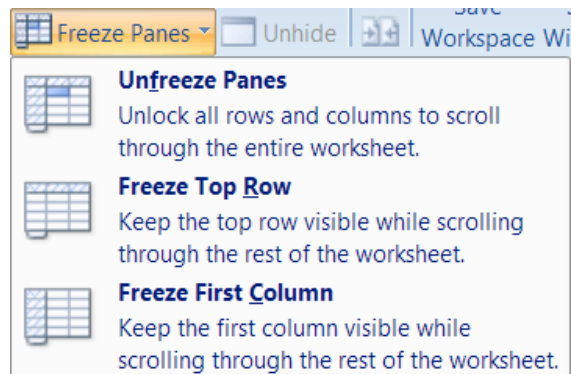 Save
Freeze Panes Unhide Workspace Wi
Unfreeze Panes
Unlock all rows and columns to scroll
through the entire worksheet.
Freeze Top Row
Keep the top row visible while scrolling
through the rest of the worksheet.
Freeze First Column
Keep the first column visible while
scrolling through the rest of the worksheet.